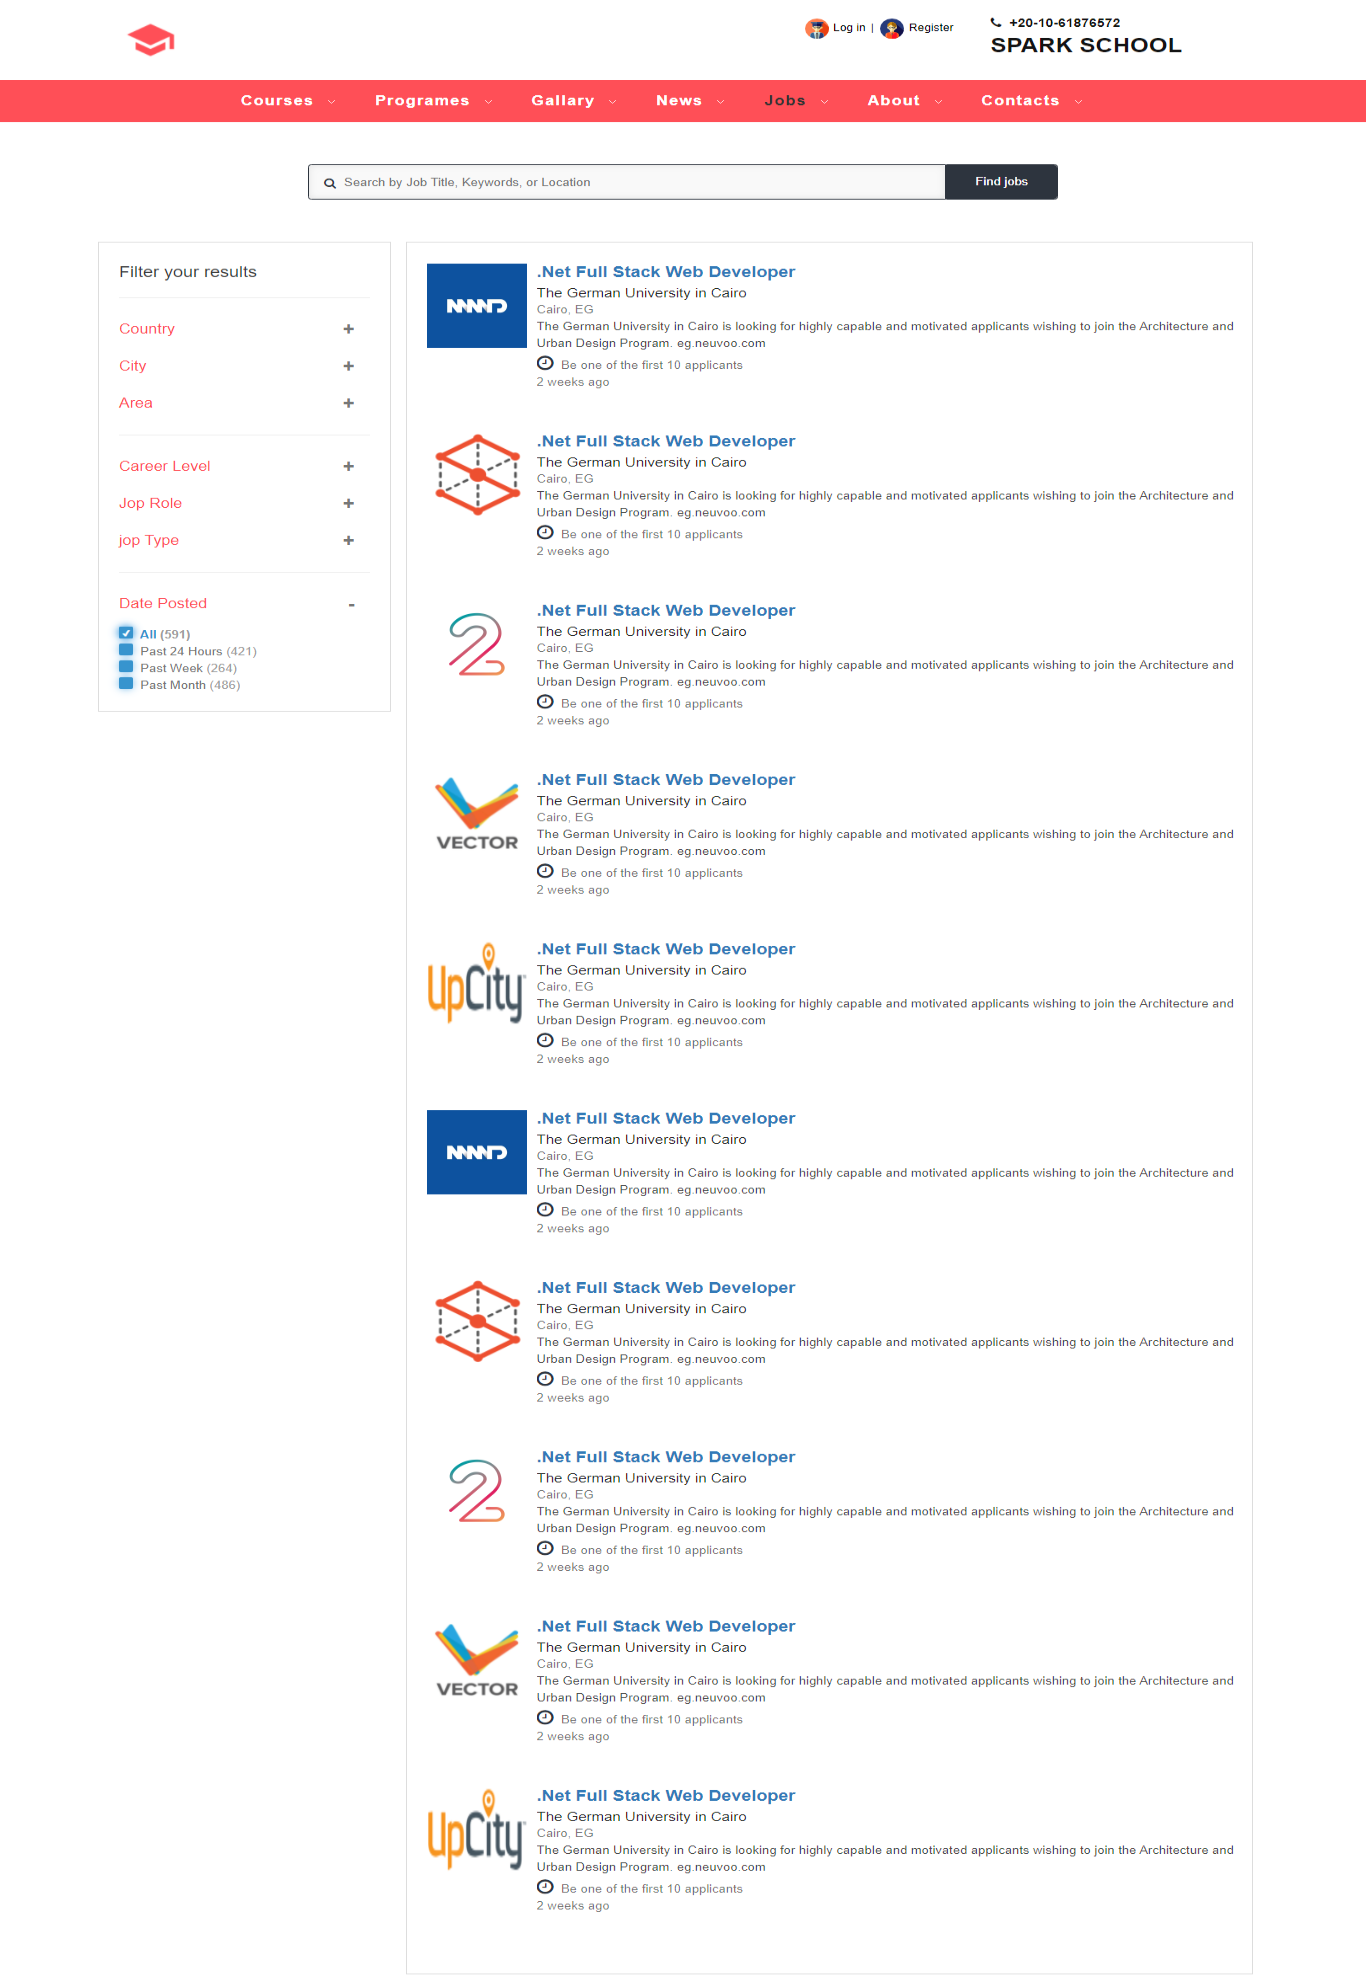 Log in | Register
+20-10-61876572
SPARK SCHOOL
Courses Programes Gallary News Jobs About Contacts
Search by Job Title, Keywords, or Location
Find jobs
Filter your results
Country +
City +
Area +
Career Level +
Jop Role +
jop Type +
Date Posted -
All (591)
Past 24 Hours (421)
Past Week (264)
Past Month (486)
.Net Full Stack Web Developer
The German University in Cairo
Cairo, EG
The German University in Cairo is looking for highly capable and motivated applicants wishing to join the Architecture and
Urban Design Program. eg.neuvoo.com
Be one of the first 10 applicants
2 weeks ago
.Net Full Stack Web Developer
The German University in Cairo
Cairo, EG
The German University in Cairo is looking for highly capable and motivated applicants wishing to join the Architecture and
Urban Design Program. eg.neuvoo.com
Be one of the first 10 applicants
2 weeks ago
2
.Net Full Stack Web Developer
The German University in Cairo
Cairo, EG
The German University in Cairo is looking for highly capable and motivated applicants wishing to join the Architecture and
Urban Design Program. eg.neuvoo.com
Be one of the first 10 applicants
2 weeks ago
VECTOR
.Net Full Stack Web Developer
The German University in Cairo
Cairo, EG
The German University in Cairo is looking for highly capable and motivated applicants wishing to join the Architecture and
Urban Design Program. eg.neuvoo.com
Be one of the first 10 applicants
2 weeks ago
UpCity
.Net Full Stack Web Developer
The German University in Cairo
Cairo, EG
The German University in Cairo is looking for highly capable and motivated applicants wishing to join the Architecture and
Urban Design Program. eg.neuvoo.com
Be one of the first 10 applicants
2 weeks ago
.Net Full Stack Web Developer
The German University in Cairo
Cairo, EG
The German University in Cairo is looking for highly capable and motivated applicants wishing to join the Architecture and
Urban Design Program. eg.neuvoo.com
Be one of the first 10 applicants
2 weeks ago
.Net Full Stack Web Developer
The German University in Cairo
Cairo, EG
The German University in Cairo is looking for highly capable and motivated applicants wishing to join the Architecture and
Urban Design Program. eg.neuvoo.com
Be one of the first 10 applicants
2 weeks ago
2
.Net Full Stack Web Developer
The German University in Cairo
Cairo, EG
The German University in Cairo is looking for highly capable and motivated applicants wishing to join the Architecture and
Urban Design Program. eg.neuvoo.com
Be one of the first 10 applicants
2 weeks ago
VECTOR
.Net Full Stack Web Developer
The German University in Cairo
Cairo, EG
The German University in Cairo is looking for highly capable and motivated applicants wishing to join the Architecture and
Urban Design Program. eg.neuvoo.com
Be one of the first 10 applicants
2 weeks ago
UpCity
.Net Full Stack Web Developer
The German University in Cairo
Cairo, EG
The German University in Cairo is looking for highly capable and motivated applicants wishing to join the Architecture and
Urban Design Program. eg.neuvoo.com
Be one of the first 10 applicants
2 weeks ago